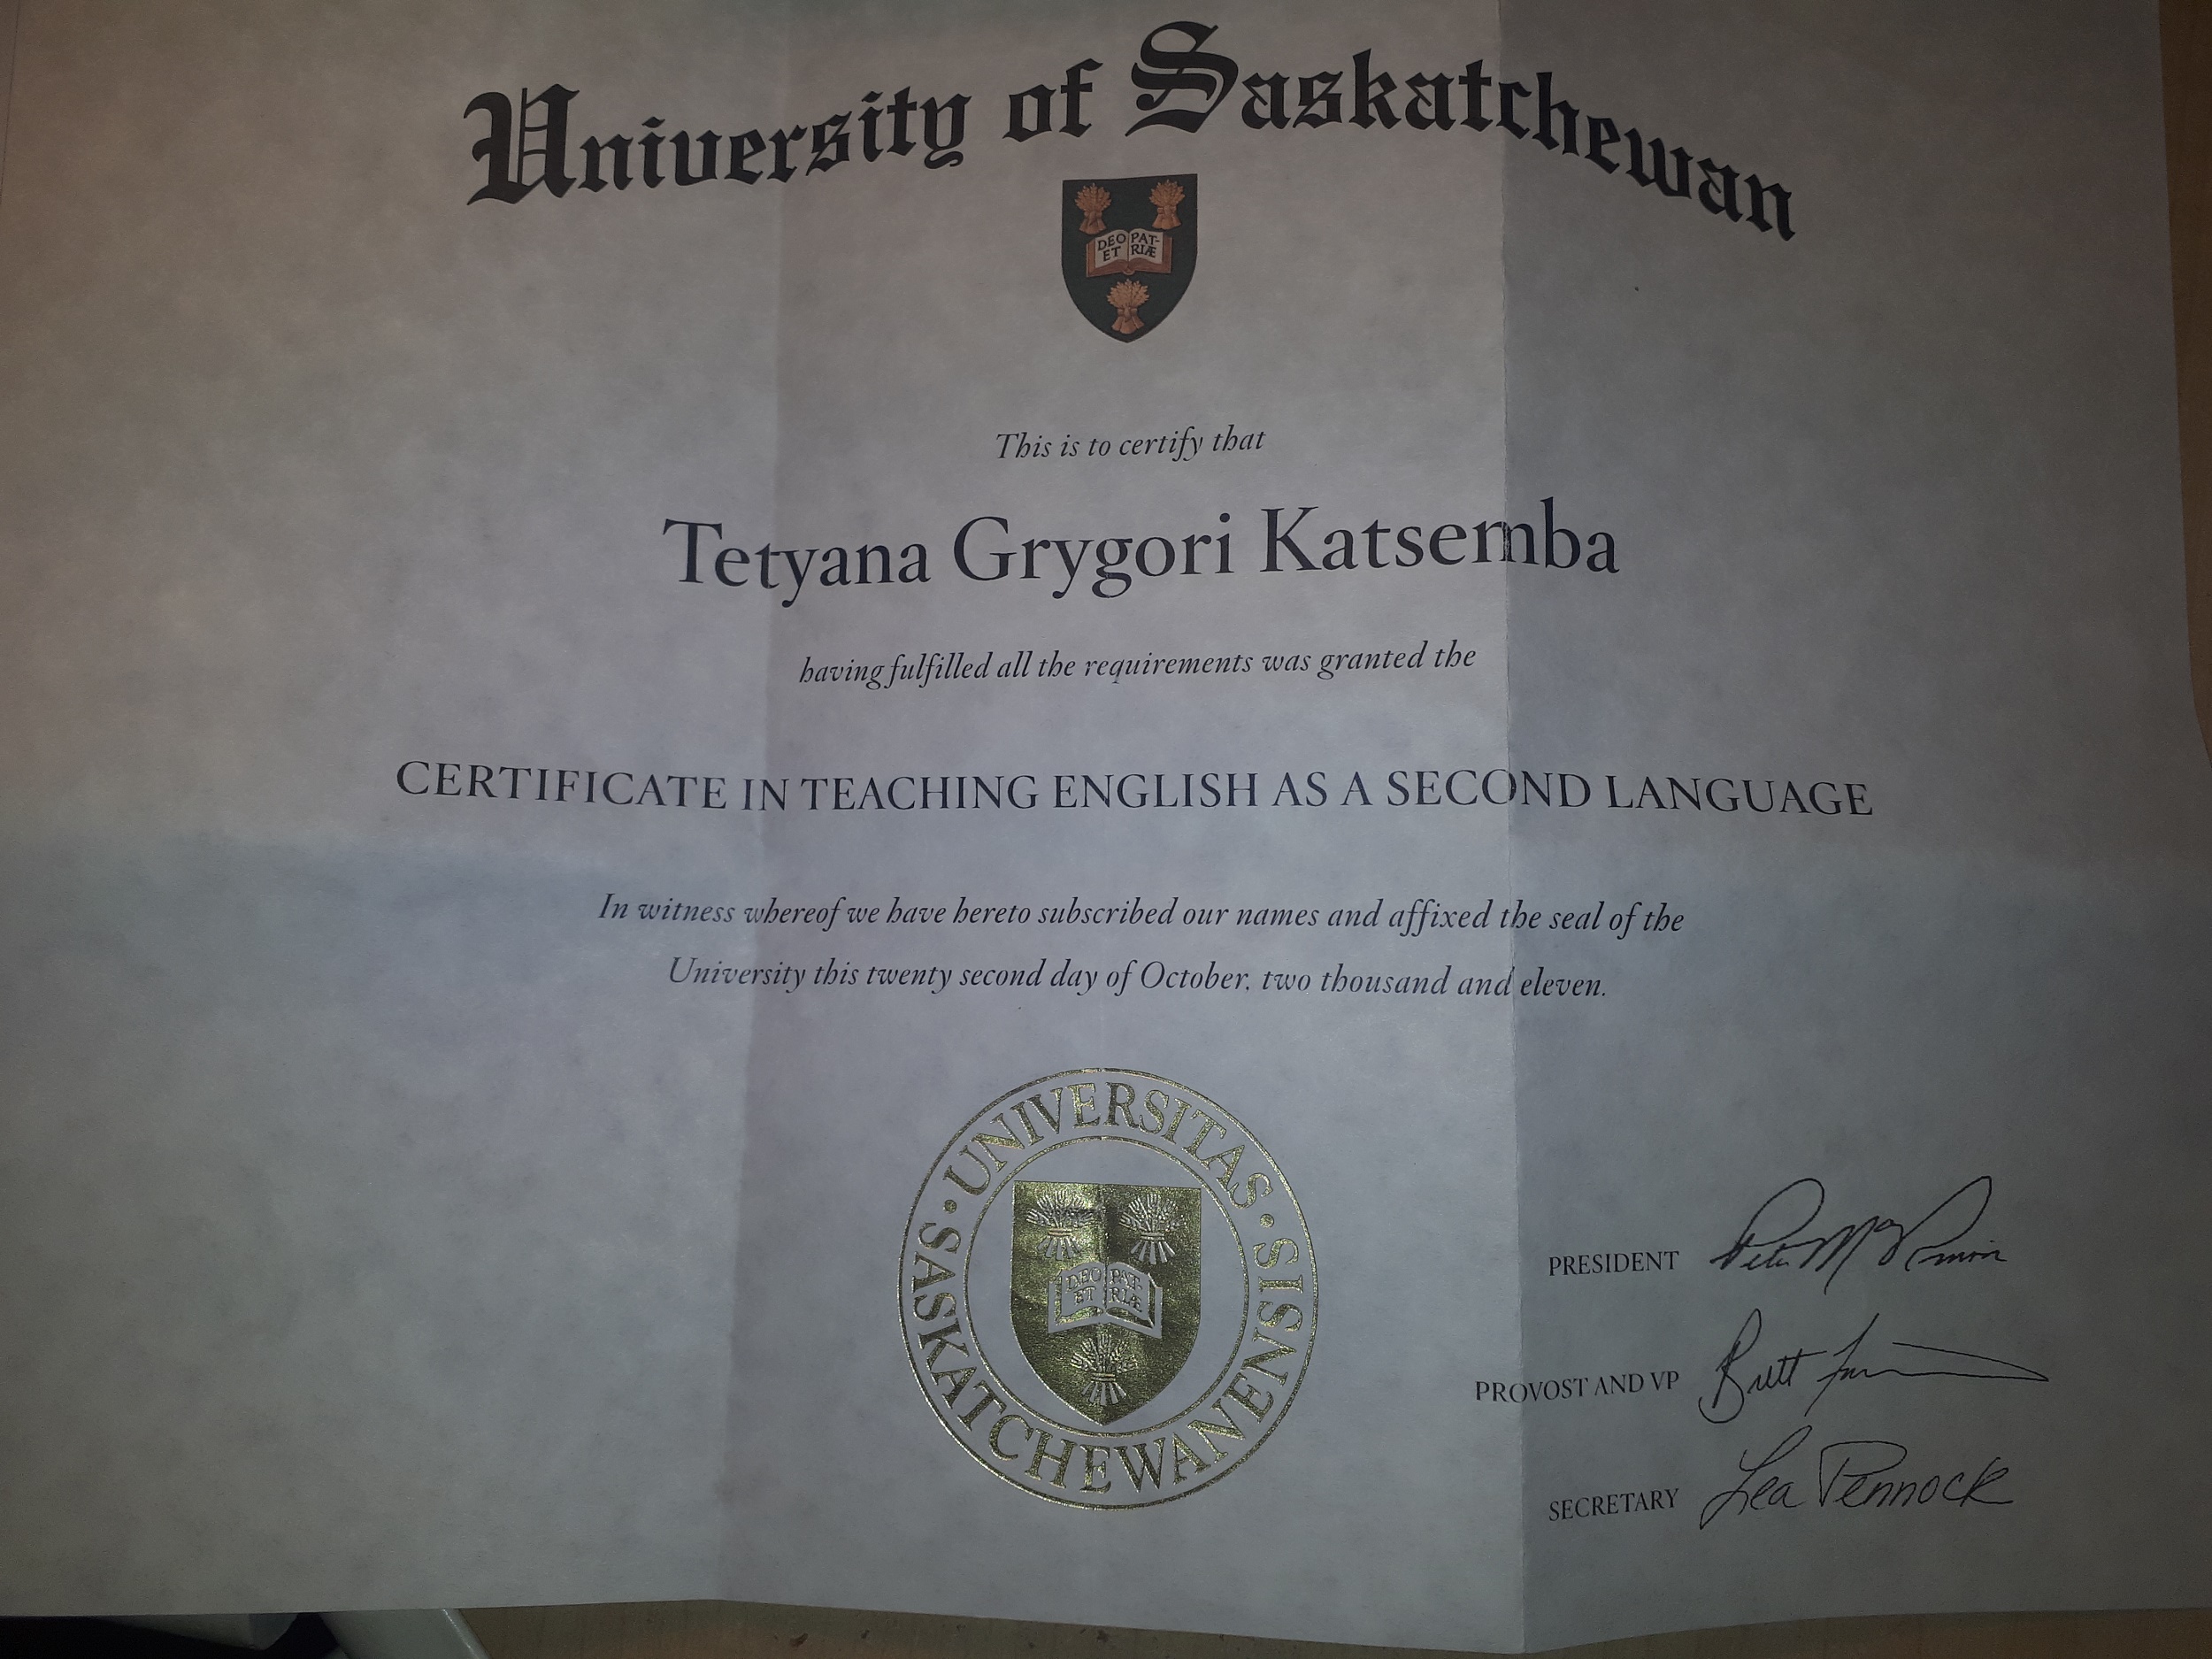 University of Saskatchewan
DEO PAT-
ET RIÆ
This is to certify that
Tetyana Grygori Katsemba
having fulfilled all the requirements was granted the
CERTIFICATE IN TEACHING ENGLISH AS A SECOND LANGUAGE
In witness whereof we have hereto subscribed our names and affixed the seal of the
University this twenty second day of October, two thousand and eleven.
UNIVERSITAS · SASKATCHEWANENSIS ·
DEO PAT-
ET RIÆ
PRESIDENT Peter
PROVOST AND VP Brett
SECRETARY Lea Pennock